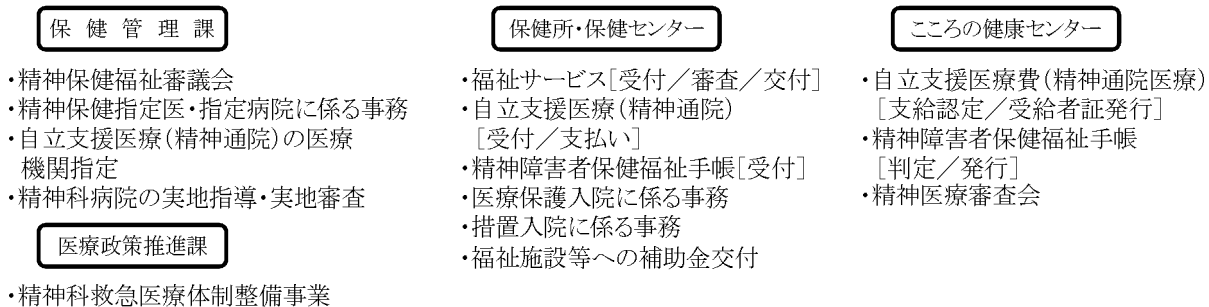 保健管理課
・精神保健福祉審議会
・精神保健指定医・指定病院に係る事務
・自立支援医療（精神通院）の医療
機関指定
・精神科病院の実地指導・実地審査
医療政策推進課
・精神科救急医療体制整備事業
保健所・保健センター
・福祉サービス［受付／審査／交付］
・自立支援医療（精神通院）
［受付／支払い］
・精神障害者保健福祉手帳［受付］
・医療保護入院に係る事務
・措置入院に係る事務
・福祉施設等への補助金交付
こころの健康センター
・自立支援医療費（精神通院医療）
［支給認定／受給者証発行］
・精神障害者保健福祉手帳
［判定／発行］
・精神医療審査会